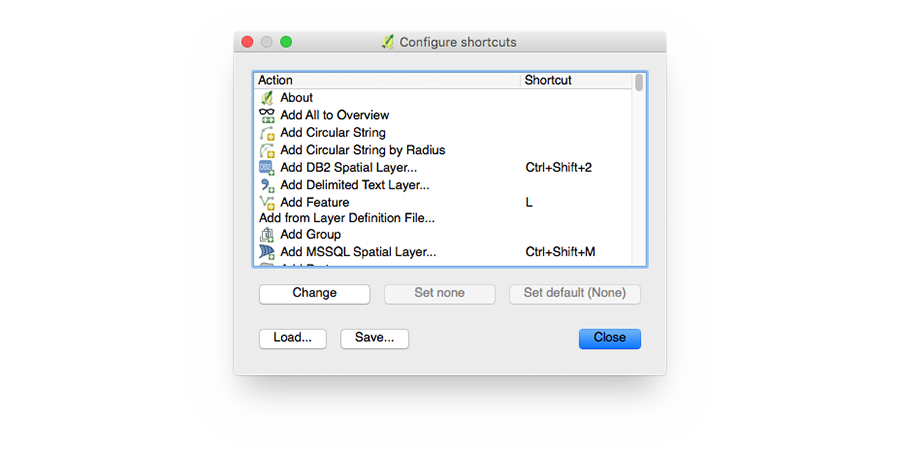 Configure shortcuts
Action Shortcut
About
Add All to Overview
Add Circular String
Add Circular String by Radius
Add DB2 Spatial Layer... Ctrl+Shift+2
Add Delimited Text Layer...
Add Feature L
Add from Layer Definition File...
Add Group
Add MSSQL Spatial Layer... Ctrl+Shift+M
Change Set none Set default (None)
Load... Save... Close